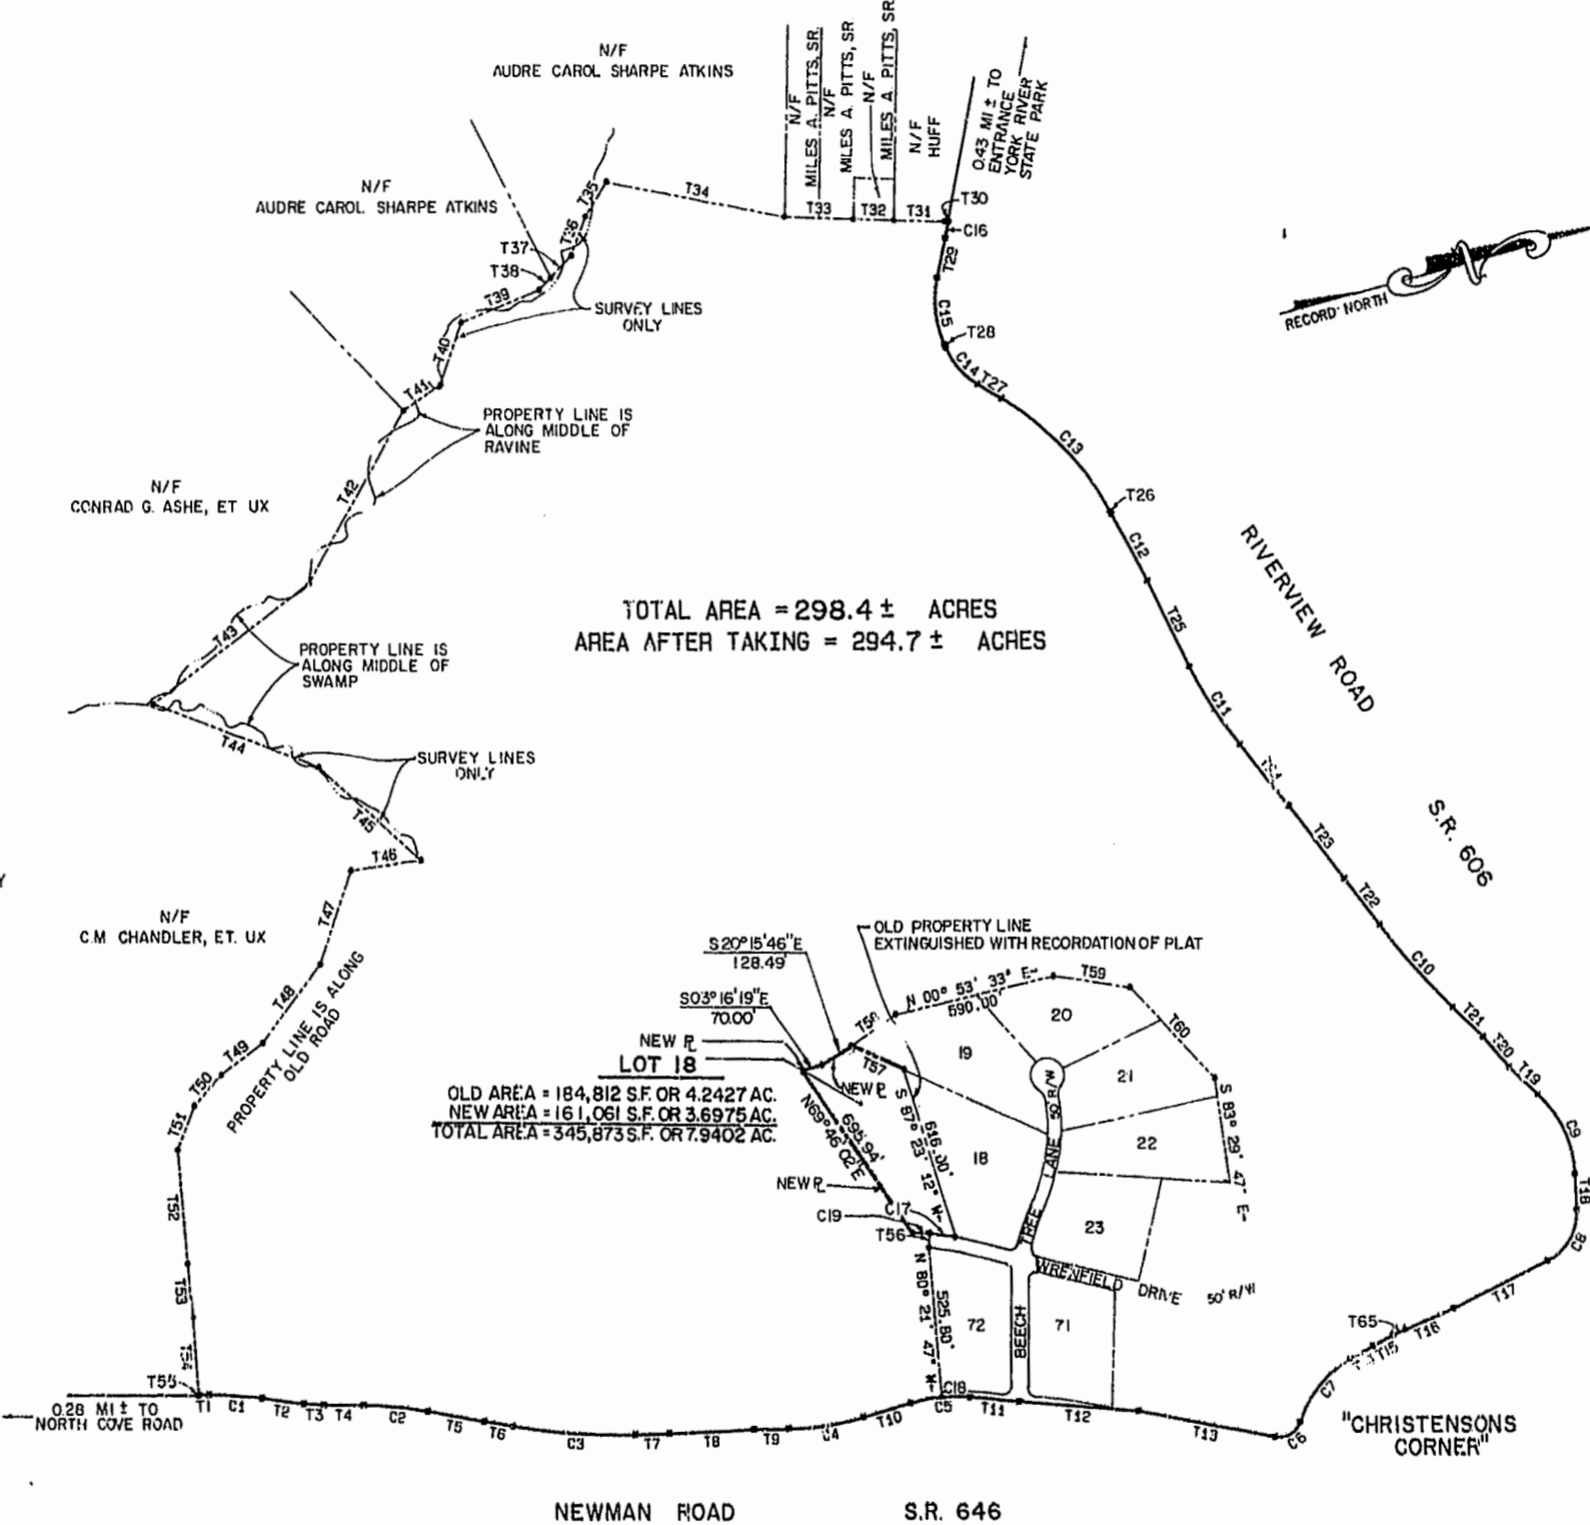 N/F
AUDRE CAROL SHARPE ATKINS
N/F
AUDRE CAROL SHARPE ATKINS
N/F
MILES A. PITTS, SR.
N/F
MILES A. PITTS, SR
N/F
MILES A. PITTS, SR.
N/F
HUFF
0.43 MI ± TO
ENTRANCE
YORK RIVER
STATE PARK
T35
T34
T33
T32
T31
T30
C16
T29
T36
T37
T38
T39
T40
T41
SURVEY LINES
ONLY
C15
T28
C14
T27
RECORD NORTH
PROPERTY LINE IS
ALONG MIDDLE OF
RAVINE
C13
T26
N/F
CONRAD G. ASHE, ET UX
T42
C12
T25
RIVERVIEW ROAD
TOTAL AREA = 298.4 ± ACRES
AREA AFTER TAKING = 294.7 ± ACRES
T43
PROPERTY LINE IS
ALONG MIDDLE OF
SWAMP
C11
T44
SURVEY LINES
ONLY
T45
T23
S.R. 606
T46
T22
N/F
C.M CHANDLER, ET. UX
T47
T48
T49
T50
T51
PROPERTY LINE IS ALONG
OLD ROAD
C10
T21
T20
T19
C9
T18
C8
OLD PROPERTY LINE
EXTINGUISHED WITH RECORDATION OF PLAT
S 20° 15' 46" E
128.49'
S 03° 16' 19" E
70.00'
N 00° 53' 33" E
590.00'
T58
T59
T60
T57
20
19
21
22
18
23
NEW PL
NEW PL
LOT 18
OLD AREA = 184,812 S.F. OR 4.2427 AC.
NEW AREA = 161,061 S.F. OR 3.6975 AC.
TOTAL AREA = 345,873 S.F. OR 7.9402 AC.
N69° 46' 02" E
695.94'
S 87° 23' 12" W
616.00'
50' R/W
S 83° 29' 47" E
NEW PL
C19
C17
T56
BEECH TREE LANE
WRENFIELD DRIVE 50' R/W
N 80° 21' 47" W
525.80'
72
71
T52
T53
T54
T55
T17
T65
T16
T15
C7
T1
C1
T2
T3
T4
C2
T5
T6
C3
T7
T8
T9
C4
T10
C5
C18
T11
T12
T13
C6
0.28 MI ± TO
NORTH COVE ROAD
"CHRISTENSONS
CORNER"
NEWMAN ROAD S.R. 646